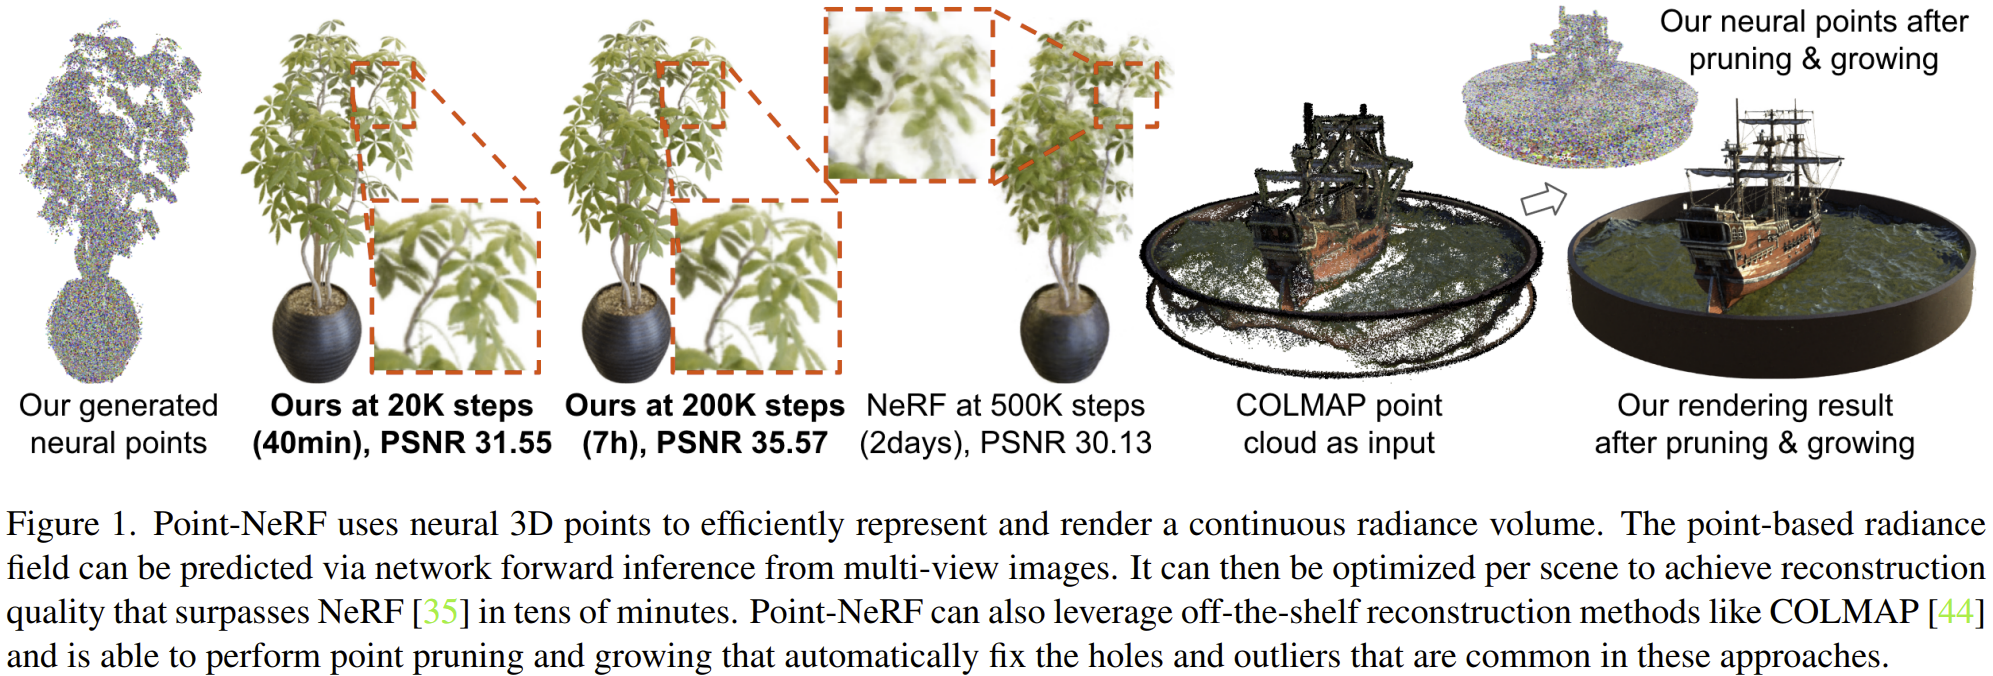 Our neural points after
pruning & growing
Our generated
neural points
Ours at 20K steps
(40min), PSNR 31.55
Ours at 200K steps
(7h), PSNR 35.57
NeRF at 500K steps
(2days), PSNR 30.13
COLMAP point
cloud as input
Our rendering result
after pruning & growing
Figure 1. Point-NeRF uses neural 3D points to efficiently represent and render a continuous radiance volume. The point-based radiance
field can be predicted via network forward inference from multi-view images. It can then be optimized per scene to achieve reconstruction
quality that surpasses NeRF [35] in tens of minutes. Point-NeRF can also leverage off-the-shelf reconstruction methods like COLMAP [44]
and is able to perform point pruning and growing that automatically fix the holes and outliers that are common in these approaches.